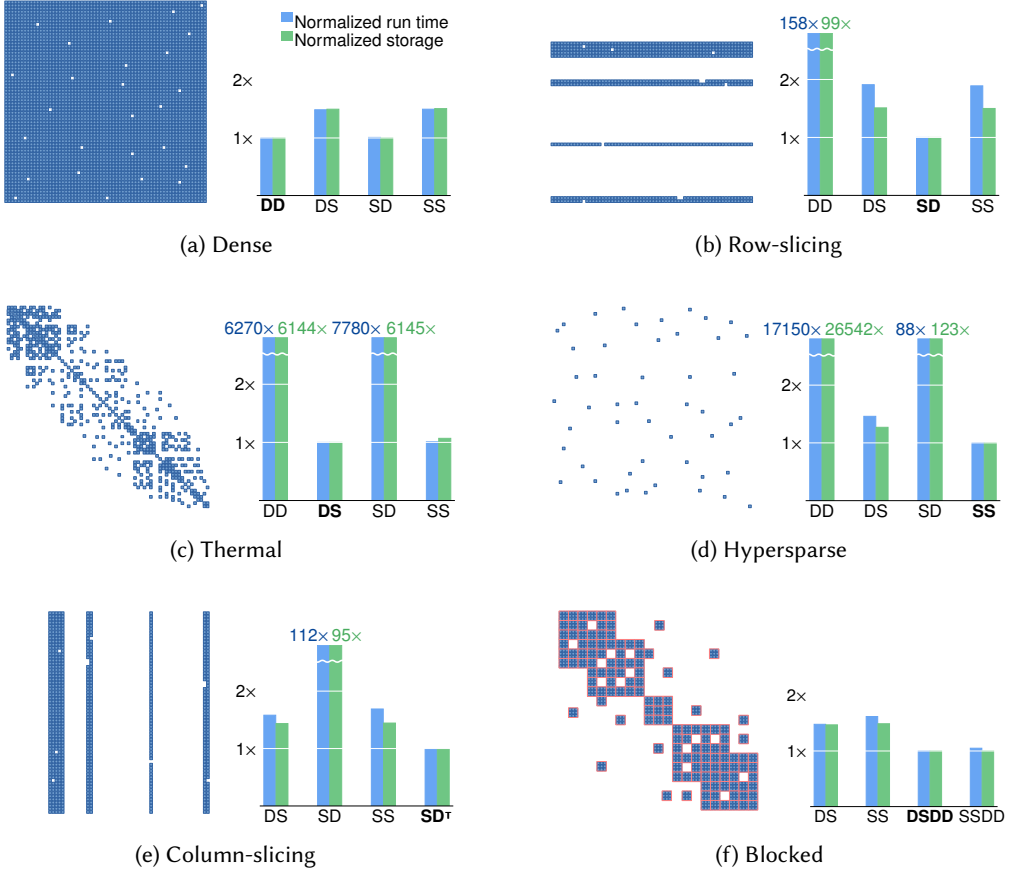 Normalized run time
Normalized storage
2×
1×
DD DS SD SS
(a) Dense
158× 99×
2×
1×
DD DS SD SS
(b) Row-slicing
6270× 6144× 7780× 6145×
2×
1×
DD DS SD SS
(c) Thermal
17150× 26542× 88× 123×
2×
1×
DD DS SD SS
(d) Hypersparse
112× 95×
2×
1×
DS SD SS SDᵀ
(e) Column-slicing
2×
1×
DS SS DSDD SSDD
(f) Blocked